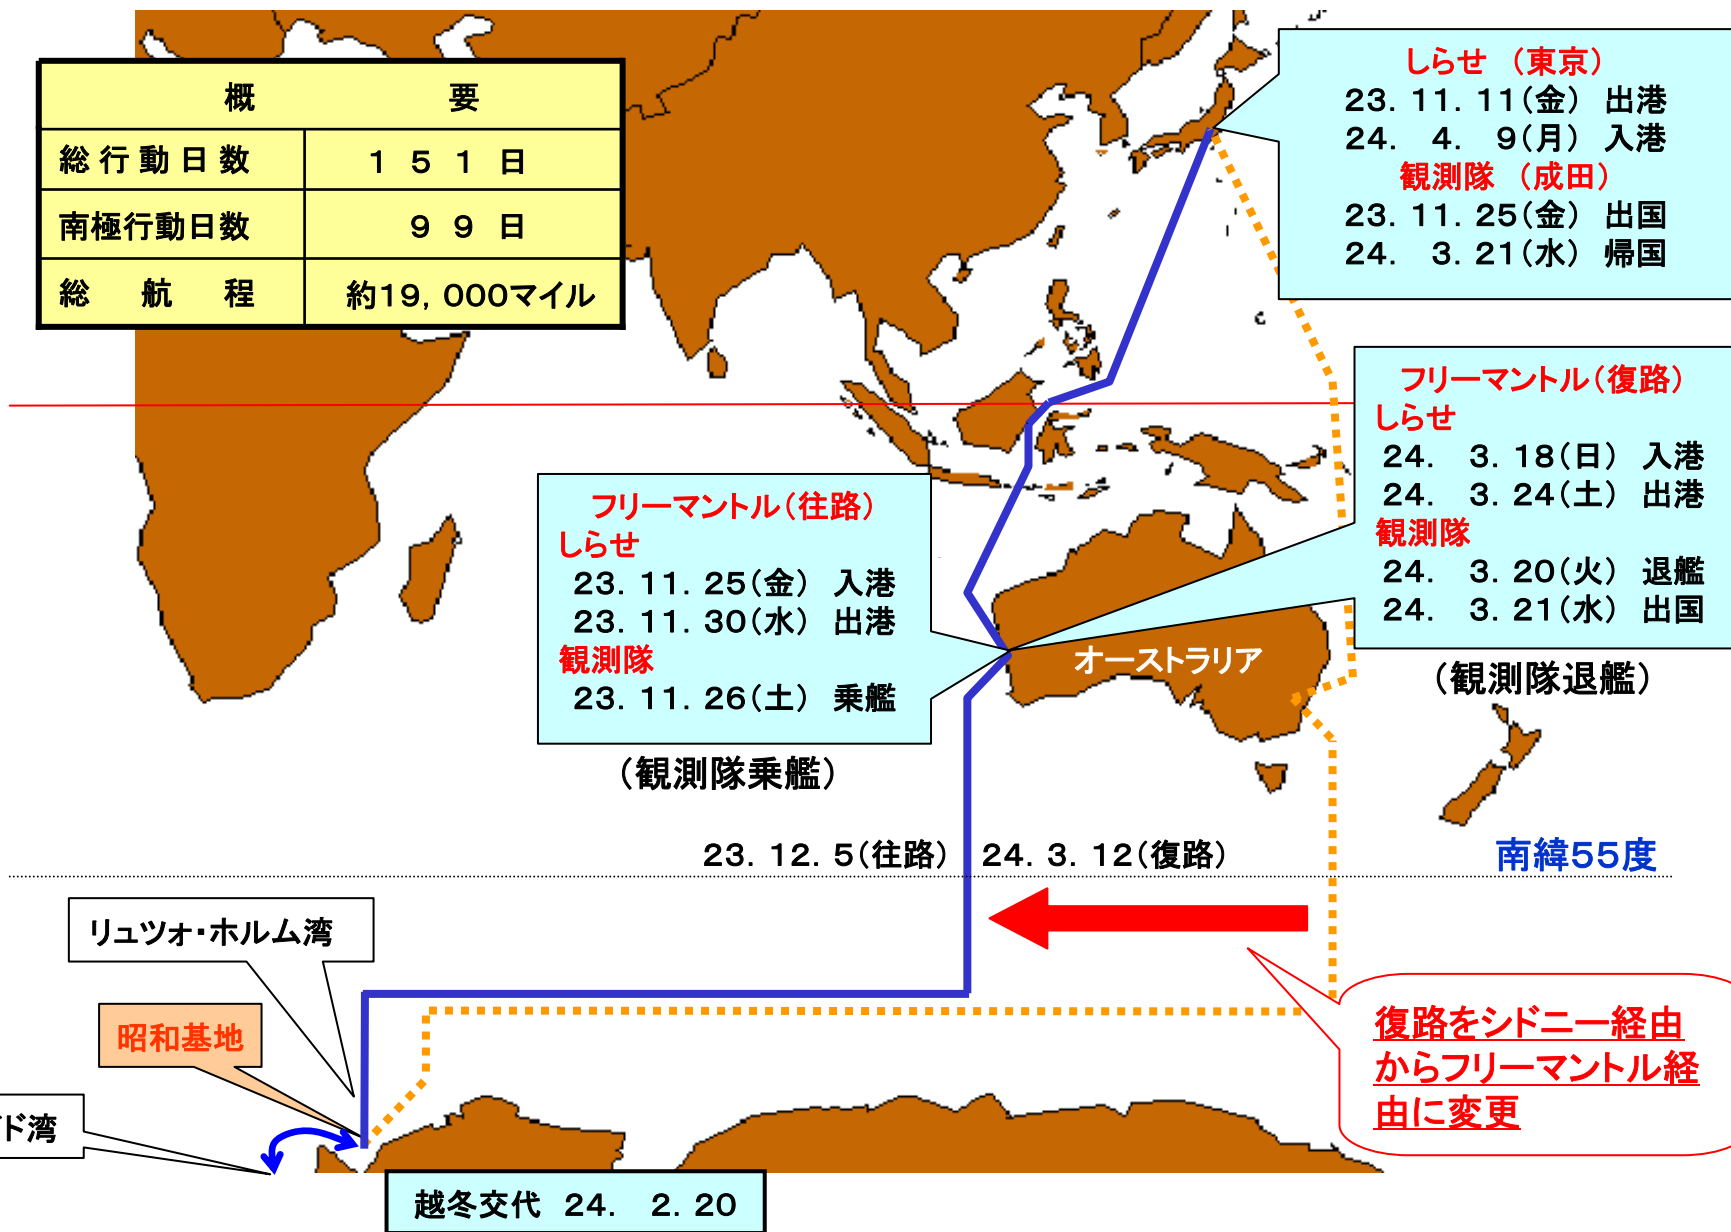 概 要
総行動日数 151日
南極行動日数 99日
総航程 約19,000マイル
しらせ (東京)
23. 11. 11(金) 出港
24. 4. 9(月) 入港
観測隊 (成田)
23. 11. 25(金) 出国
24. 3. 21(水) 帰国
フリーマントル(復路)
しらせ
24. 3. 18(日) 入港
24. 3. 24(土) 出港
観測隊
24. 3. 20(火) 退艦
24. 3. 21(水) 出国
(観測隊退艦)
フリーマントル(往路)
しらせ
23. 11. 25(金) 入港
23. 11. 30(水) 出港
観測隊
23. 11. 26(土) 乗艦
(観測隊乗艦)
オーストラリア
23. 12. 5(往路) 24. 3. 12(復路)
南緯55度
リュツォ・ホルム湾
昭和基地
ド湾
復路をシドニー経由
からフリーマントル経
由に変更
越冬交代 24. 2. 20